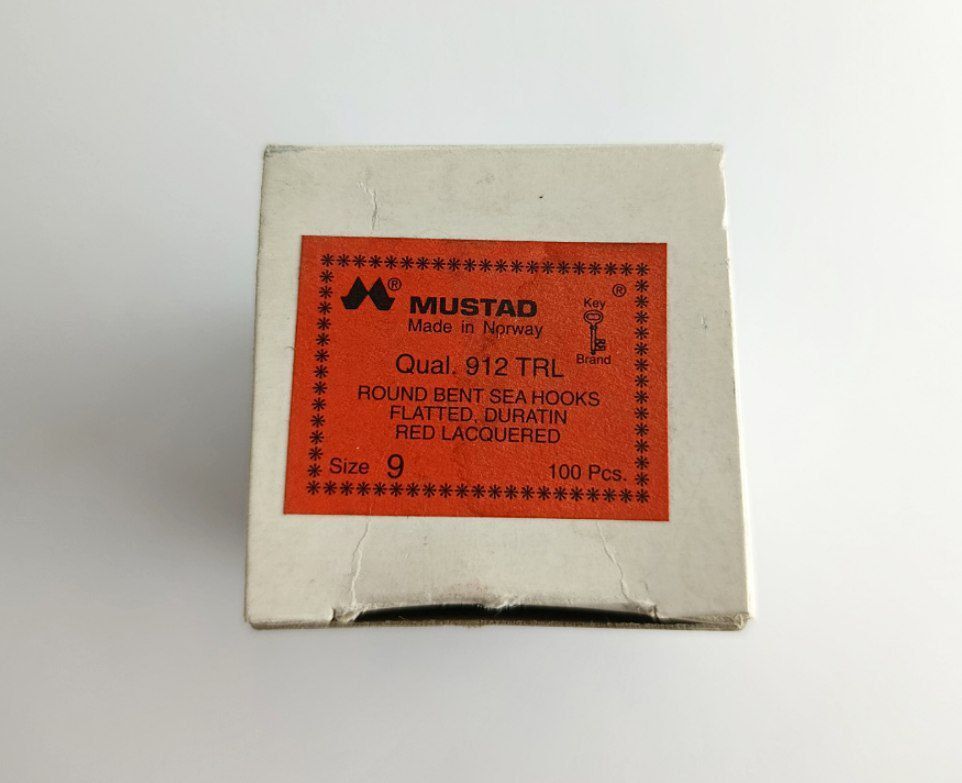 ® MUSTAD
Made in Norway
®
Key
Brand
Qual. 912 TRL
ROUND BENT SEA HOOKS
FLATTED, DURATIN
RED LACQUERED
Size 9
100 Pcs.